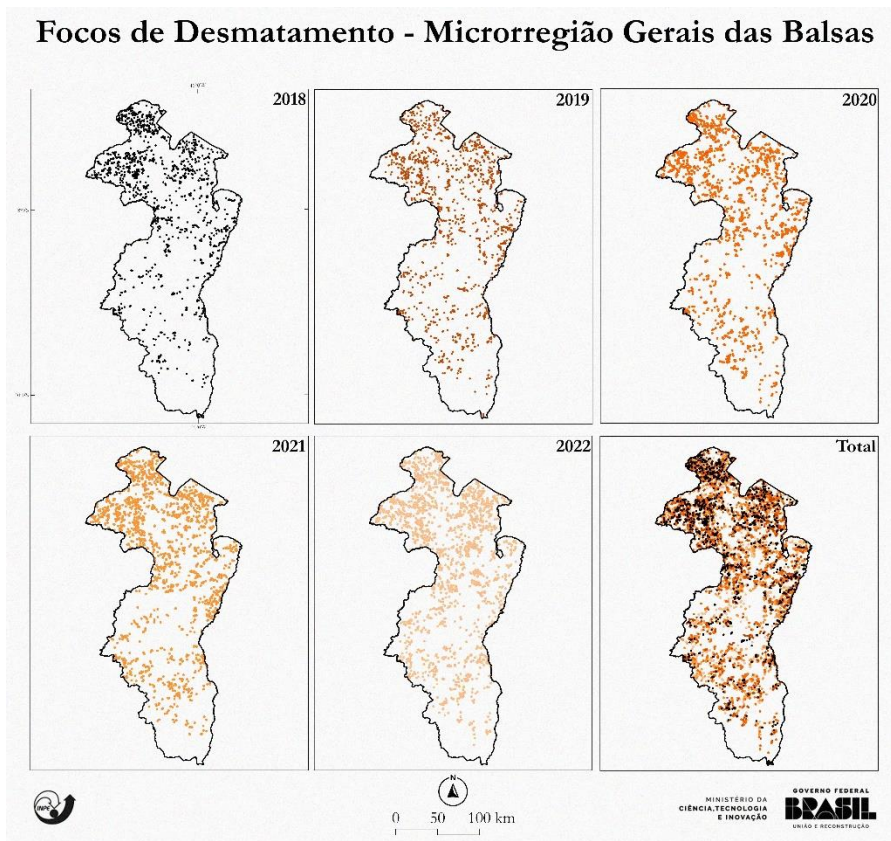 Focos de Desmatamento - Microrregião Gerais das Balsas
2018
2019
2020
2021
2022
Total
INPE
N
0 50 100 km
MINISTÉRIO DA
CIÊNCIA,TECNOLOGIA
E INOVAÇÃO
GOVERNO FEDERAL
BRASIL
UNIÃO E RECONSTRUÇÃO